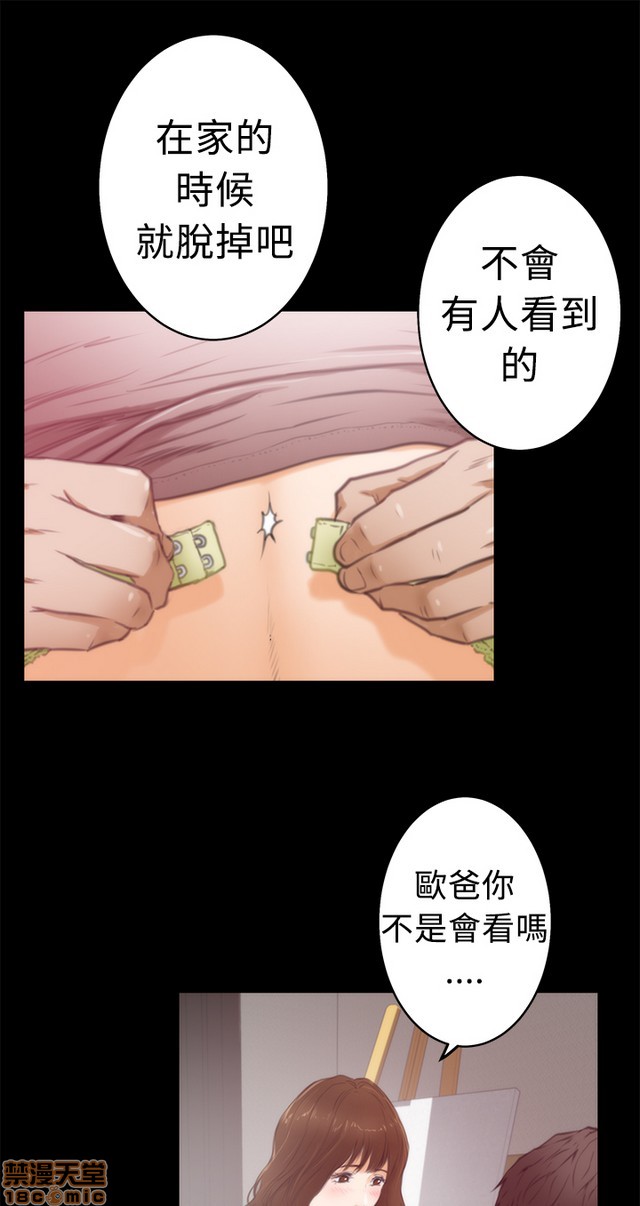 在家的
時候
就脫掉吧
不會
有人看到
的
歐爸你
不是會看嗎
....
禁漫天堂
18comic